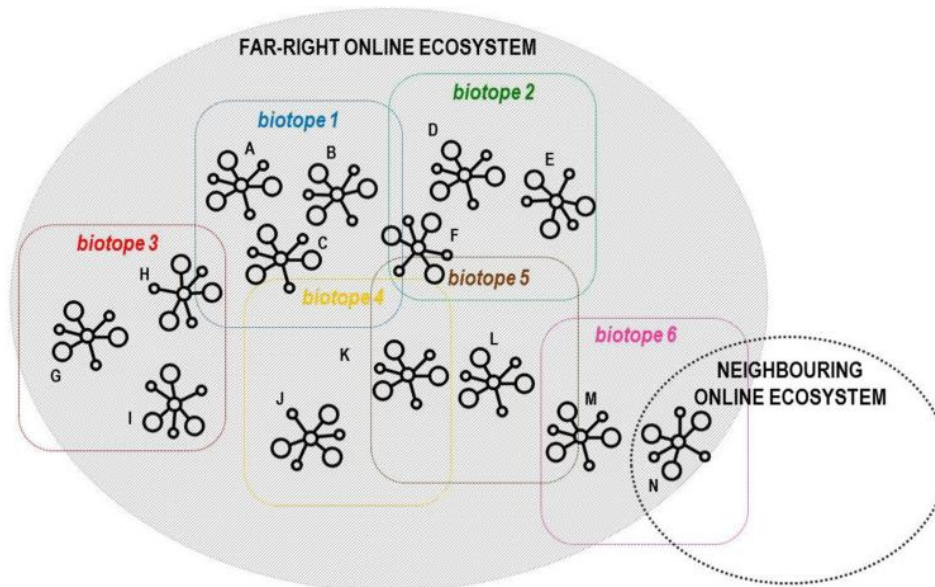 FAR-RIGHT ONLINE ECOSYSTEM
biotope 2
biotope 1
D
A
B
E
biotope 3
C
F
H
biotope 5
biotope 4
biotope 6
L
K
NEIGHBOURING
ONLINE ECOSYSTEM
G
J
M
I
N